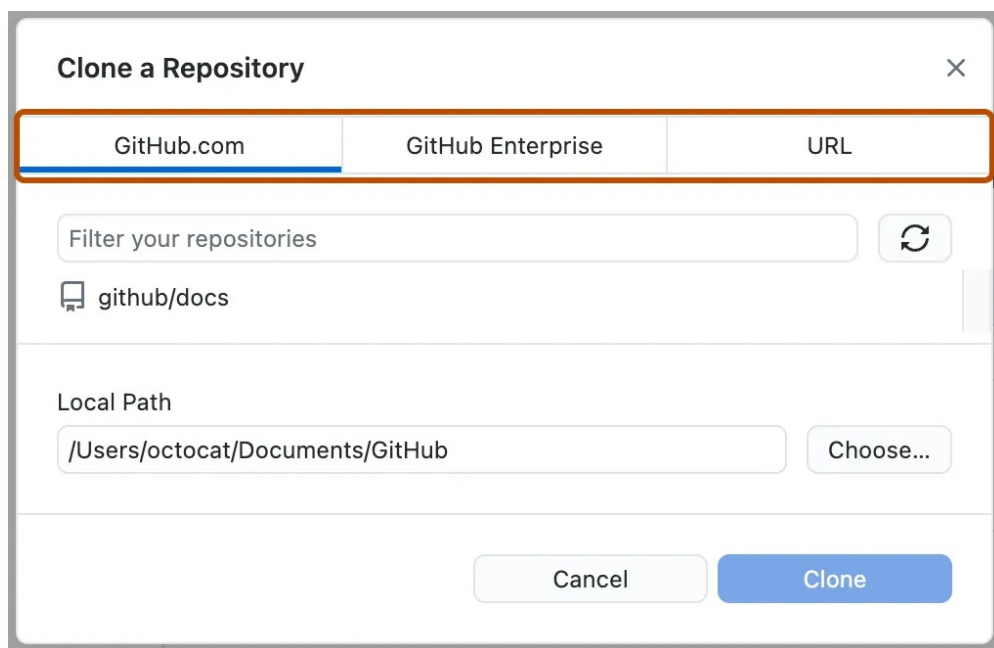 Clone a Repository
GitHub.com GitHub Enterprise URL
Filter your repositories
github/docs
Local Path
/Users/octocat/Documents/GitHub Choose...
Cancel Clone